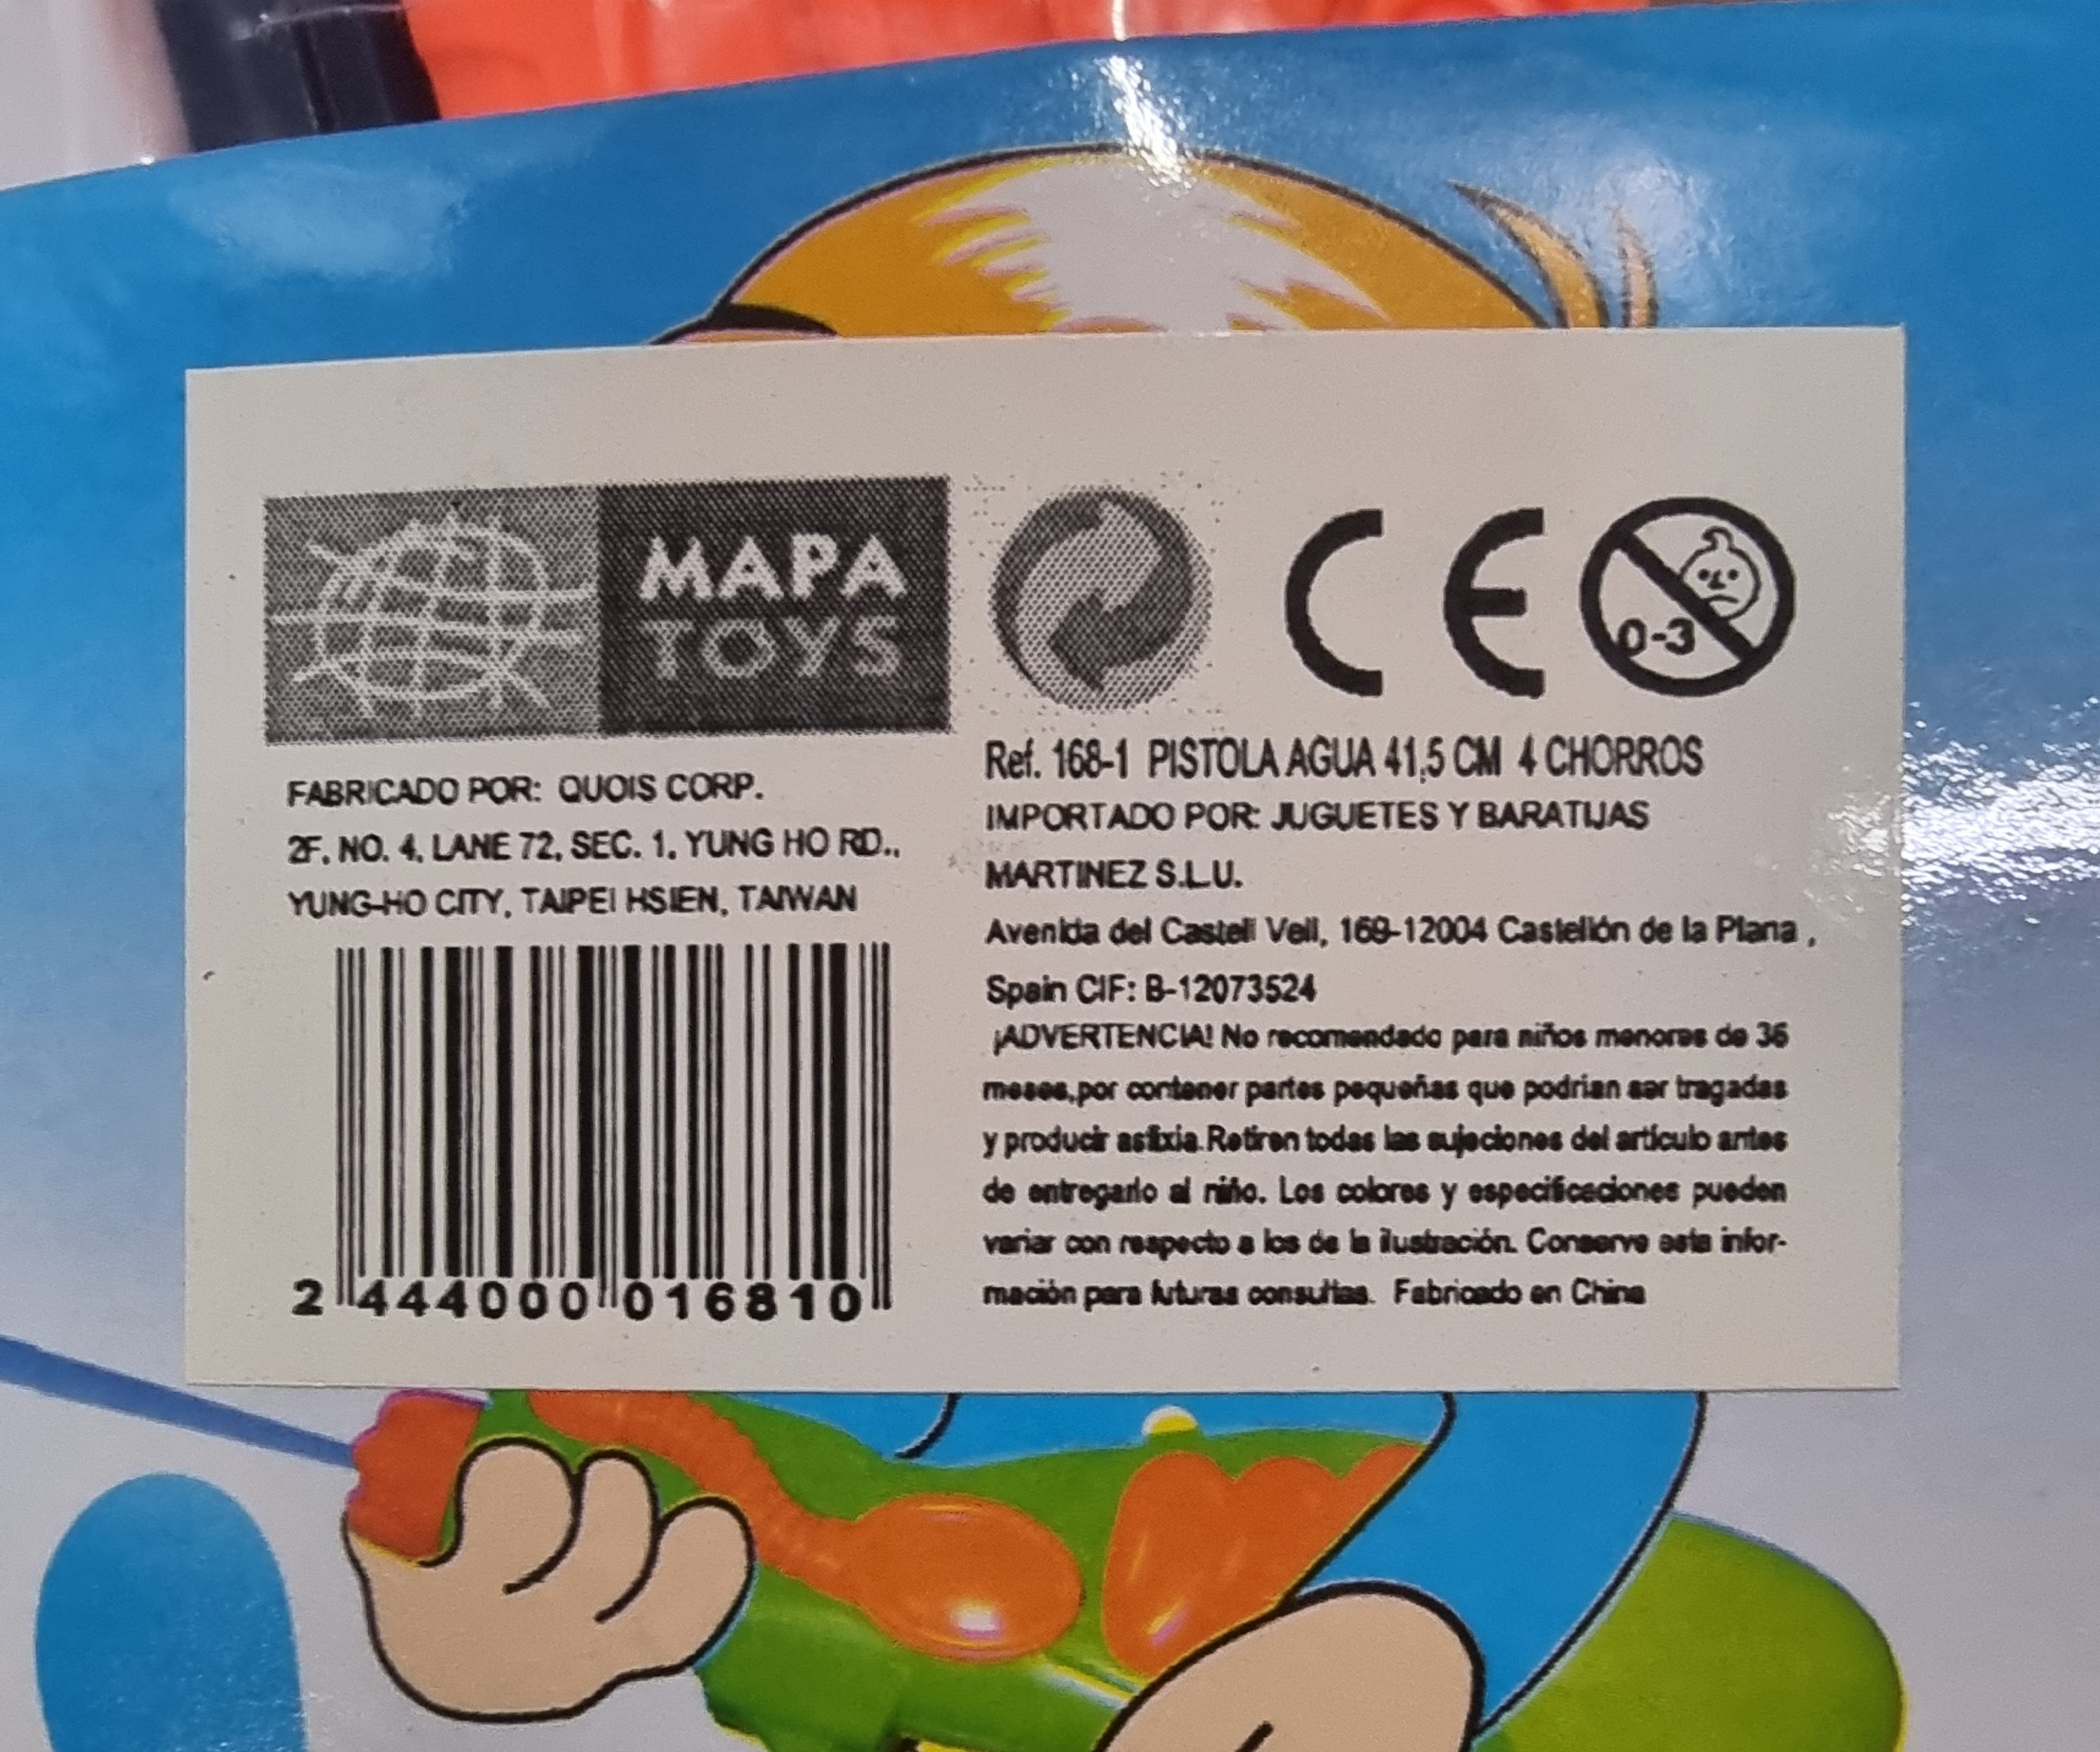 MAPA
TOYS
CE
0-3
FABRICADO POR: QUOIS CORP.
2F, NO. 4, LANE 72, SEC. 1, YUNG HO RD.,
YUNG-HO CITY, TAIPEI HSIEN, TAIWAN
2 444000 016810
Ref. 168-1 PISTOLA AGUA 41,5 CM 4 CHORROS
IMPORTADO POR: JUGUETES Y BARATIJAS
MARTINEZ S.L.U.
Avenida del Castell Vell, 169-12004 Castellón de la Plana ,
Spain CIF: B-12073524
¡ADVERTENCIA! No recomendado para niños menores de 36
meses,por contener partes pequeñas que podrían ser tragadas
y producir asfixia.Retiren todas las sujeciones del artículo antes
de entregarlo al niño. Los colores y especificaciones pueden
variar con respecto a los de la ilustración. Conserve esta infor-
mación para futuras consultas. Fabricado en China